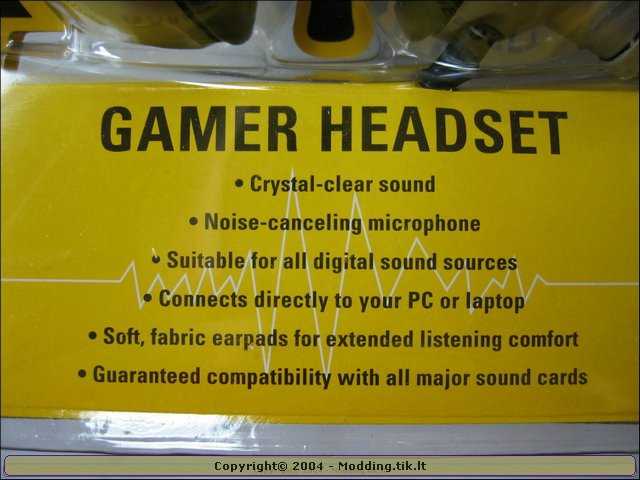 GAMER HEADSET
• Crystal-clear sound
• Noise-canceling microphone
• Suitable for all digital sound sources
• Connects directly to your PC or laptop
• Soft, fabric earpads for extended listening comfort
• Guaranteed compatibility with all major sound cards
Copyright© 2004 - Modding.tik.lt